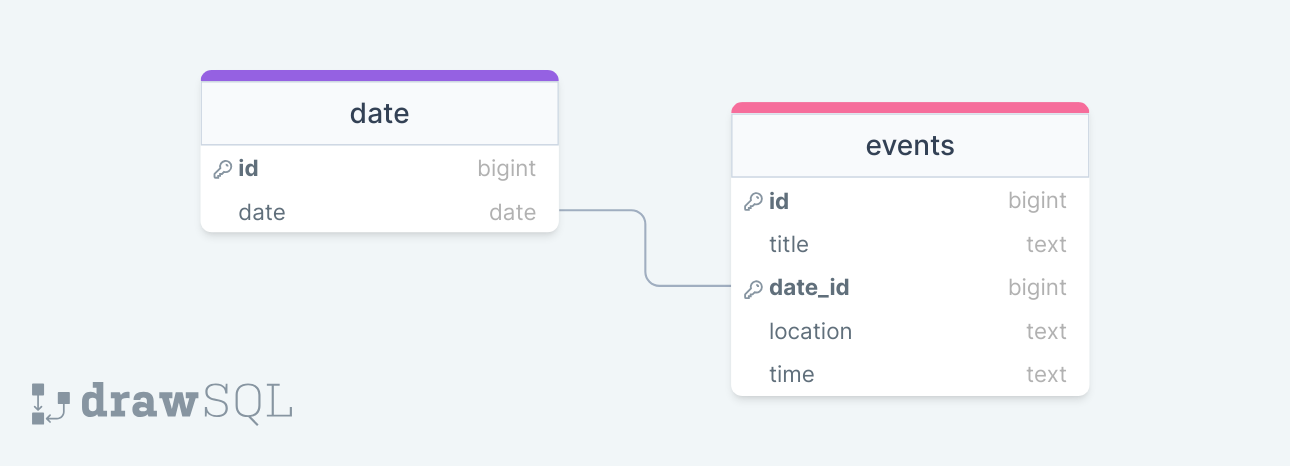 date
id bigint
date date
events
id bigint
title text
date_id bigint
location text
time text
drawSQL